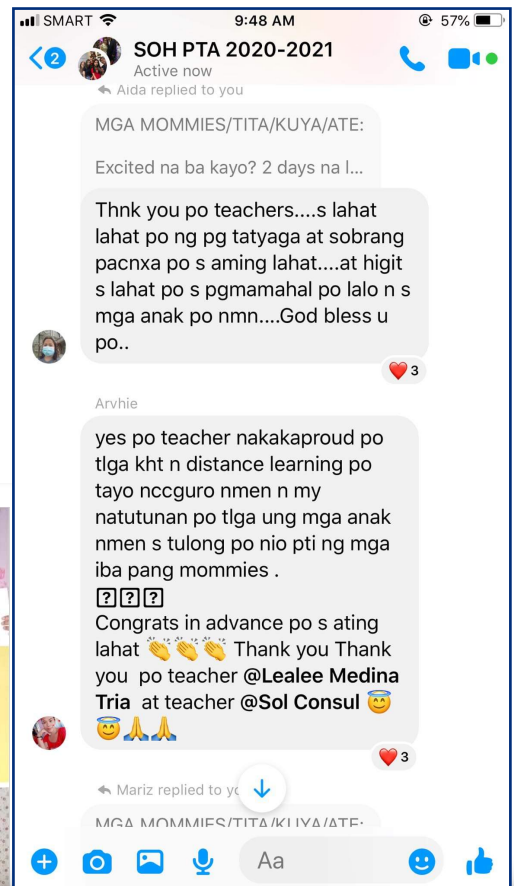 SMART 9:48 AM 57%
2 SOH PTA 2020-2021
Active now
Aida replied to you
MGA MOMMIES/TITA/KUYA/ATE:
Excited na ba kayo? 2 days na l...
Thnk you po teachers....s lahat
lahat po ng pg tatyaga at sobrang
pacnxa po s aming lahat....at higit
s lahat po s pgmamahal po lalo n s
mga anak po nmn....God bless u
po..
❤️ 3
Arvhie
yes po teacher nakakaproud po
tlga kht n distance learning po
tayo nccguro nmen n my
natutunan po tlga ung mga anak
nmen s tulong po nio pti ng mga
iba pang mommies .
[?][?][?]
Congrats in advance po s ating
lahat 👏👏👏 Thank you Thank
you po teacher @Lealee Medina
Tria at teacher @Sol Consul 😇
😇🙏🙏
❤️ 3
Mariz replied to yo
MGA MOMMIES/TITA/KUYA/ATE:
Aa